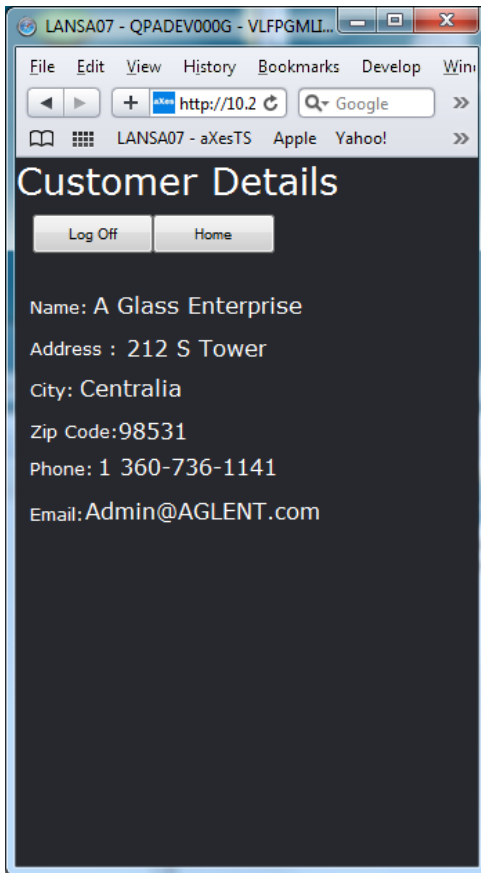 LANSA07 - QPADEV000G - VLFPGMLI...
File Edit View History Bookmarks Develop Win
aXes http://10.2 Google
LANSA07 - aXesTS Apple Yahoo!
Customer Details
Log Off Home
Name: A Glass Enterprise
Address : 212 S Tower
City: Centralia
Zip Code:98531
Phone: 1 360-736-1141
Email:Admin@AGLENT.com